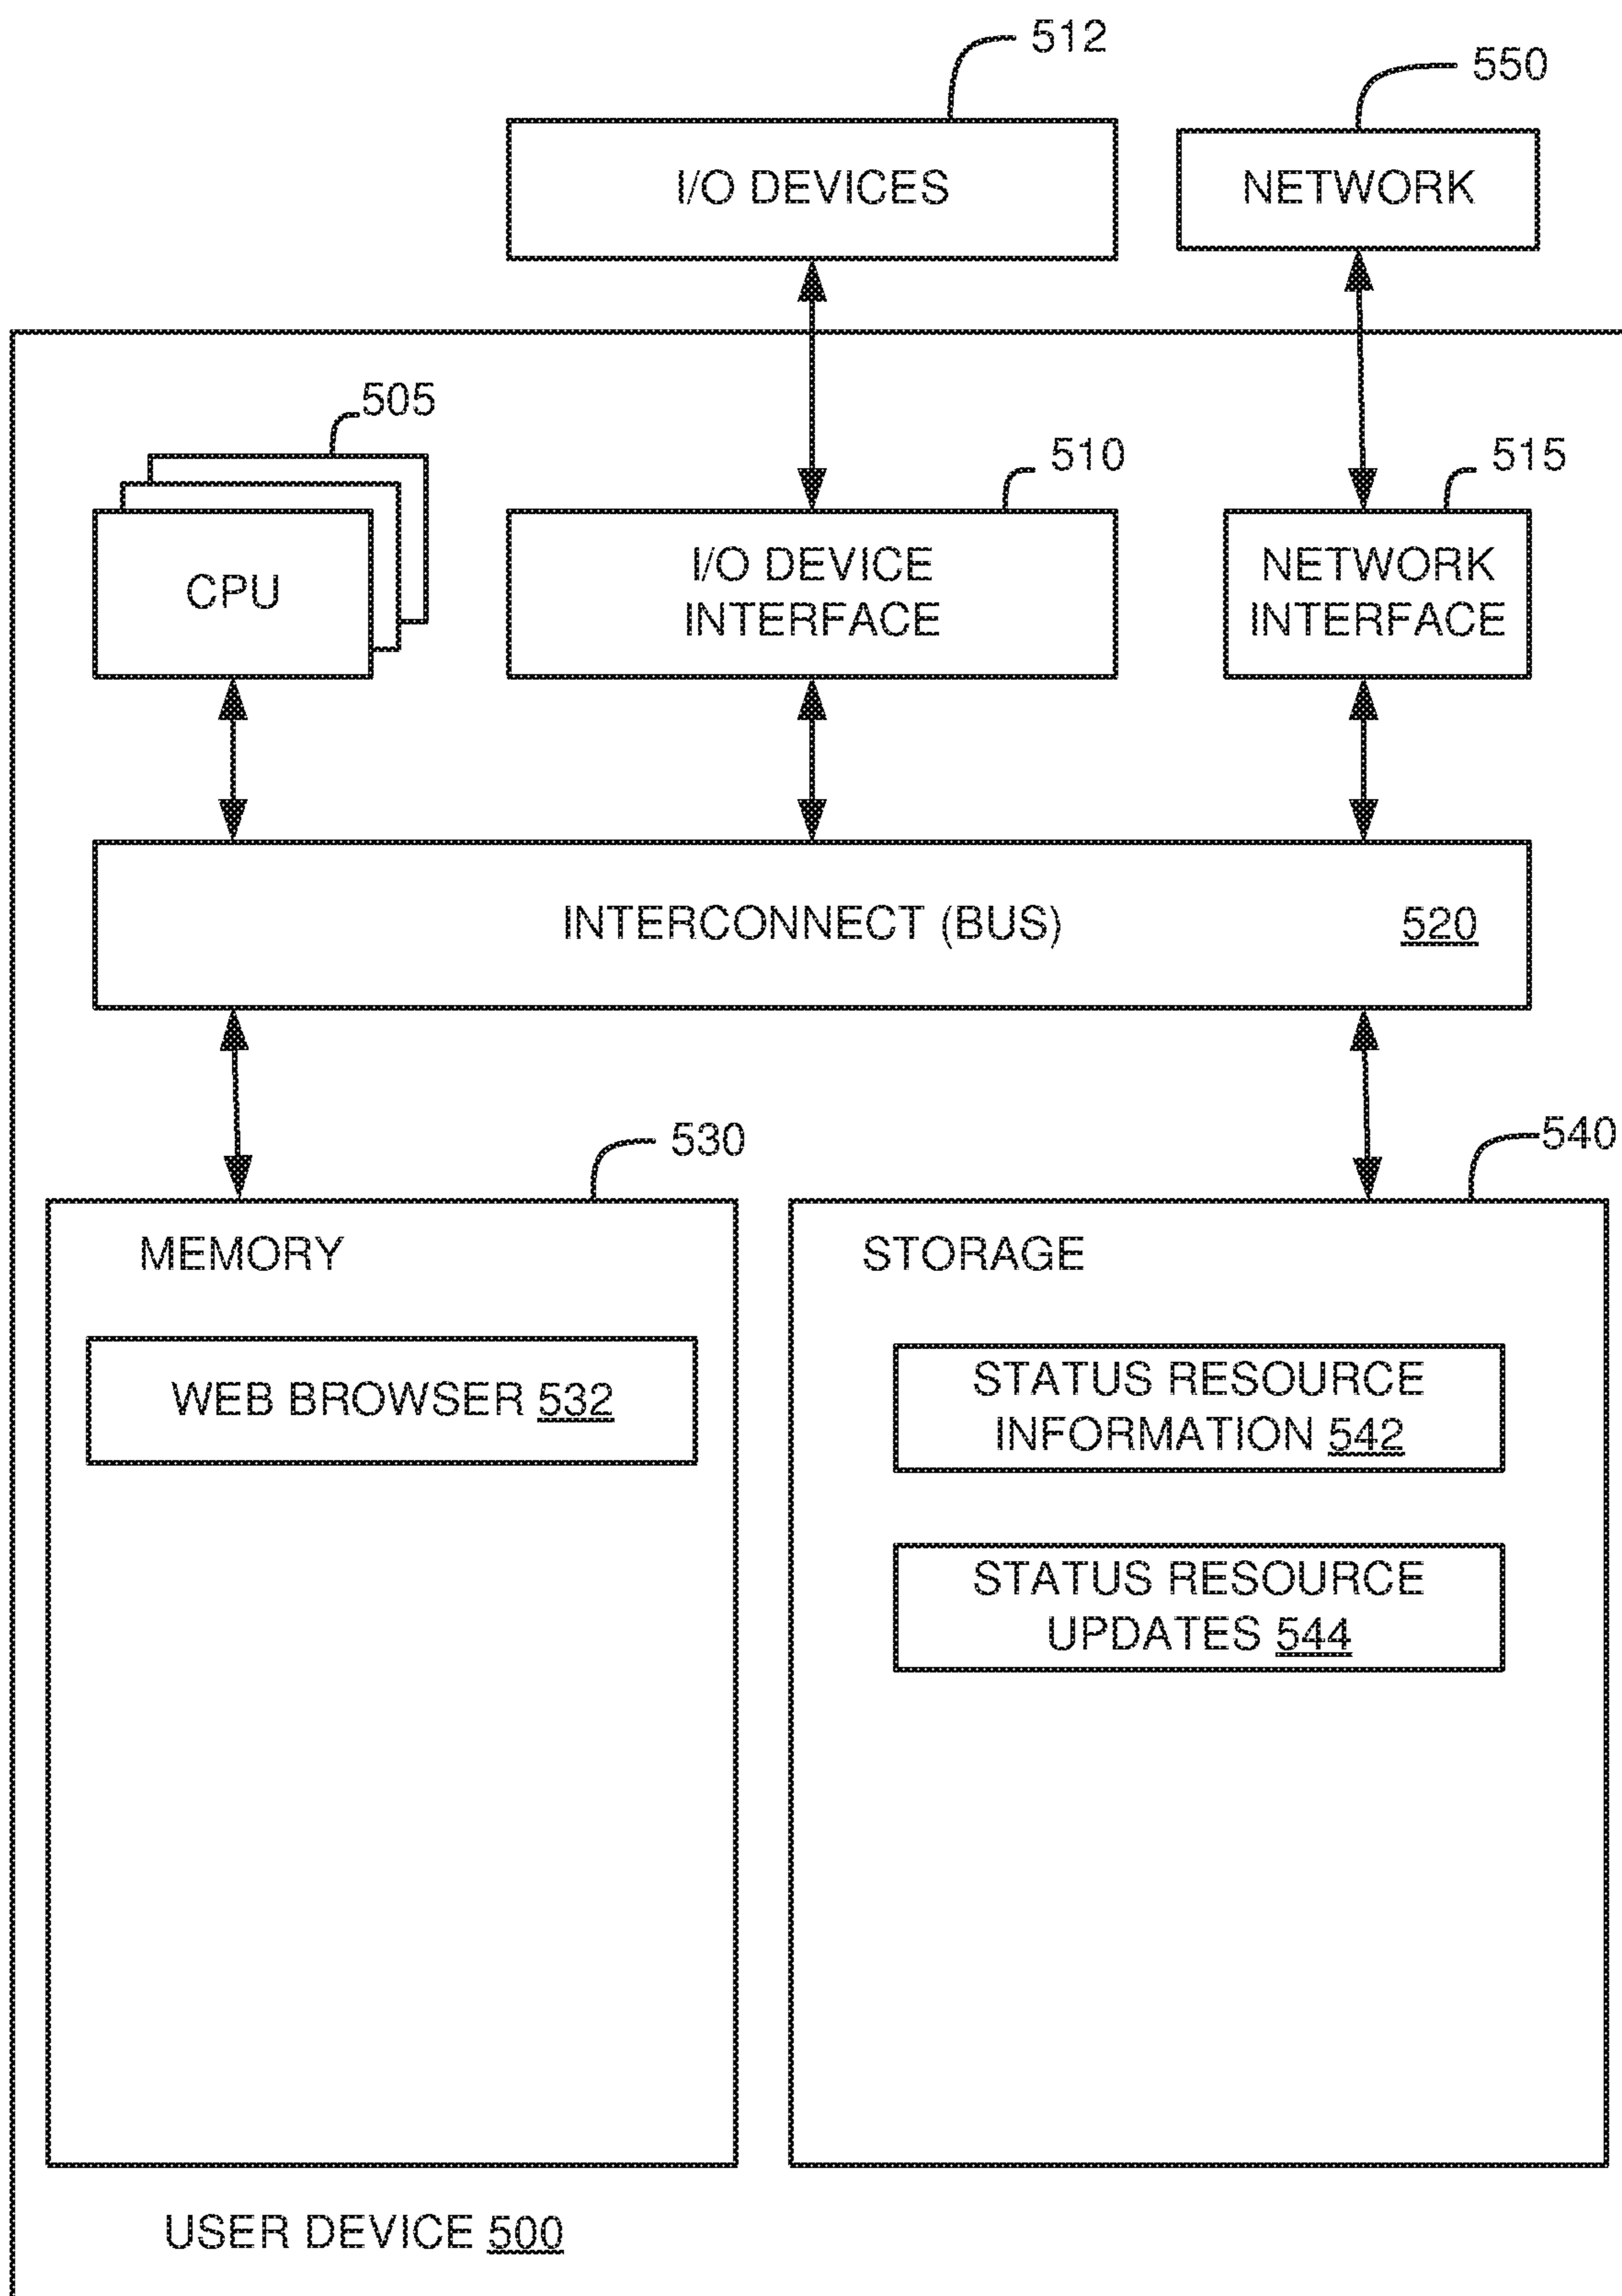 512
550
I/O DEVICES
NETWORK
505
510
515
CPU
I/O DEVICE
INTERFACE
NETWORK
INTERFACE
INTERCONNECT (BUS) 520
530
540
MEMORY
WEB BROWSER 532
STORAGE
STATUS RESOURCE
INFORMATION 542
STATUS RESOURCE
UPDATES 544
USER DEVICE 500